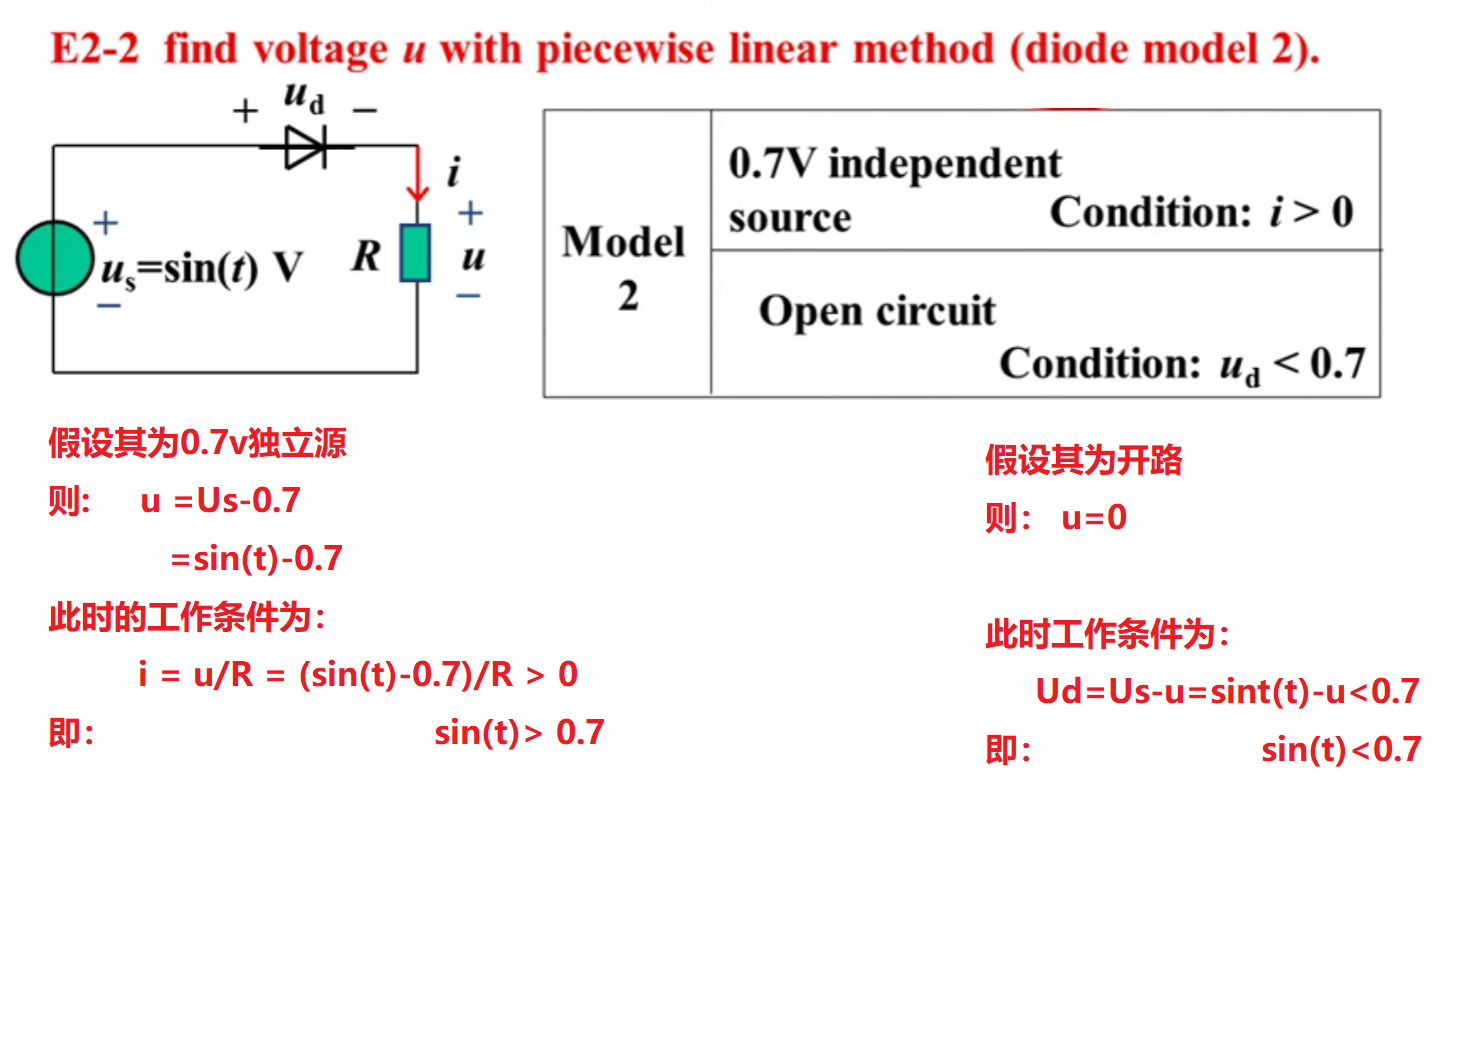 E2-2 find voltage u with piecewise linear method (diode model 2).
+ ud −
i
+
+
us=sin(t) V
R
u
−
−
Model
2
0.7V independent
source
Condition: i > 0
Open circuit
Condition: ud < 0.7
假设其为0.7v独立源
则: u =Us-0.7
=sin(t)-0.7
此时的工作条件为：
i = u/R = (sin(t)-0.7)/R > 0
即： sin(t)> 0.7
假设其为开路
则： u=0
此时工作条件为：
Ud=Us-u=sint(t)-u<0.7
即： sin(t)<0.7